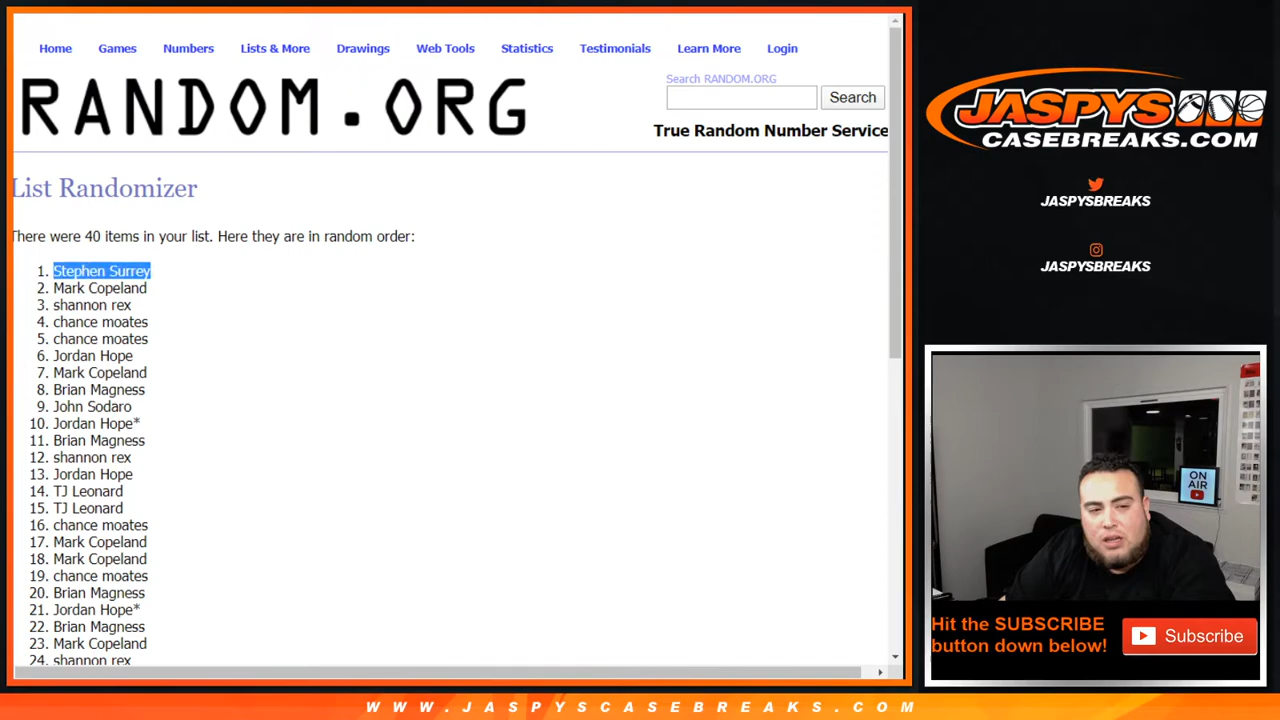 Home Games Numbers Lists & More Drawings Web Tools Statistics Testimonials Learn More Login
RANDOM.ORG
Search RANDOM.ORG
Search
True Random Number Service
List Randomizer
There were 40 items in your list. Here they are in random order:
1. Stephen Surrey
2. Mark Copeland
3. shannon rex
4. chance moates
5. chance moates
6. Jordan Hope
7. Mark Copeland
8. Brian Magness
9. John Sodaro
10. Jordan Hope*
11. Brian Magness
12. shannon rex
13. Jordan Hope
14. TJ Leonard
15. TJ Leonard
16. chance moates
17. Mark Copeland
18. Mark Copeland
19. chance moates
20. Brian Magness
21. Jordan Hope*
22. Brian Magness
23. Mark Copeland
24. shannon rex
JASPYS
CASEBREAKS.COM
JASPYSBREAKS
JASPYSBREAKS
ON
AIR
Hit the SUBSCRIBE
button down below!
Subscribe
WWW.JASPYSCASEBREAKS.COM